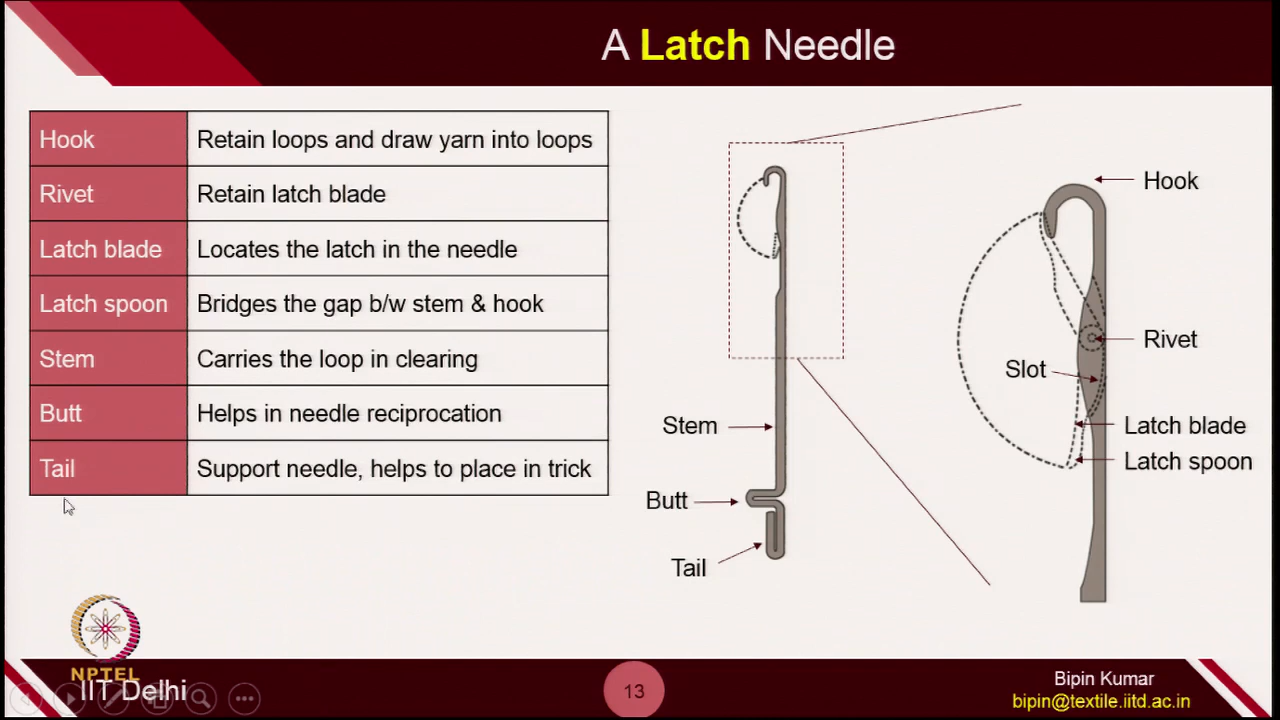 A Latch Needle
Hook Retain loops and draw yarn into loops
Rivet Retain latch blade
Latch blade Locates the latch in the needle
Latch spoon Bridges the gap b/w stem & hook
Stem Carries the loop in clearing
Butt Helps in needle reciprocation
Tail Support needle, helps to place in trick
Stem
Butt
Tail
Hook
Rivet
Slot
Latch blade
Latch spoon
NPTEL
IIT Delhi
13
Bipin Kumar
bipin@textile.iitd.ac.in